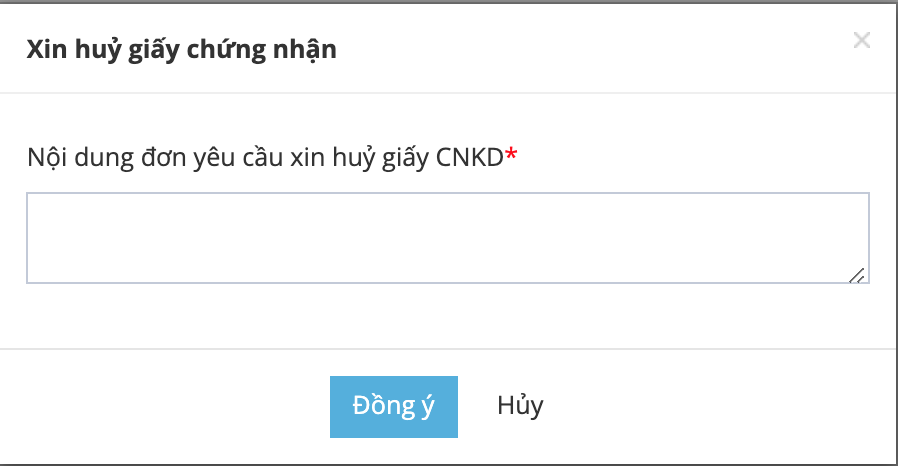 Xin huỷ giấy chứng nhận
Nội dung đơn yêu cầu xin huỷ giấy CNKD*
Đồng ý
Hủy